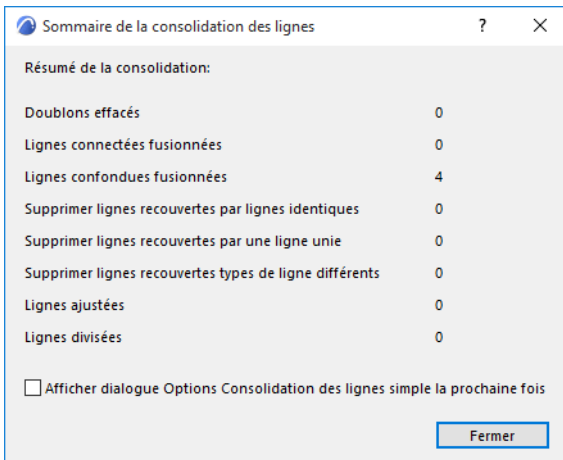 Sommaire de la consolidation des lignes ?
Résumé de la consolidation:
Doublons effacés 0
Lignes connectées fusionnées 0
Lignes confondues fusionnées 4
Supprimer lignes recouvertes par lignes identiques 0
Supprimer lignes recouvertes par une ligne unie 0
Supprimer lignes recouvertes types de ligne différents 0
Lignes ajustées 0
Lignes divisées 0
Afficher dialogue Options Consolidation des lignes simple la prochaine fois
Fermer